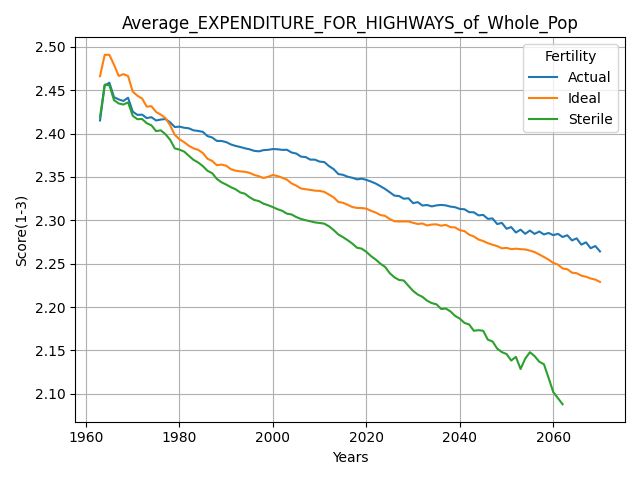 Average_EXPENDITURE_FOR_HIGHWAYS_of_Whole_Pop
Fertility
Actual
Ideal
Sterile
Score(1-3)
2.50
2.45
2.40
2.35
2.30
2.25
2.20
2.15
2.10
1960
1980
2000
2020
2040
2060
Years